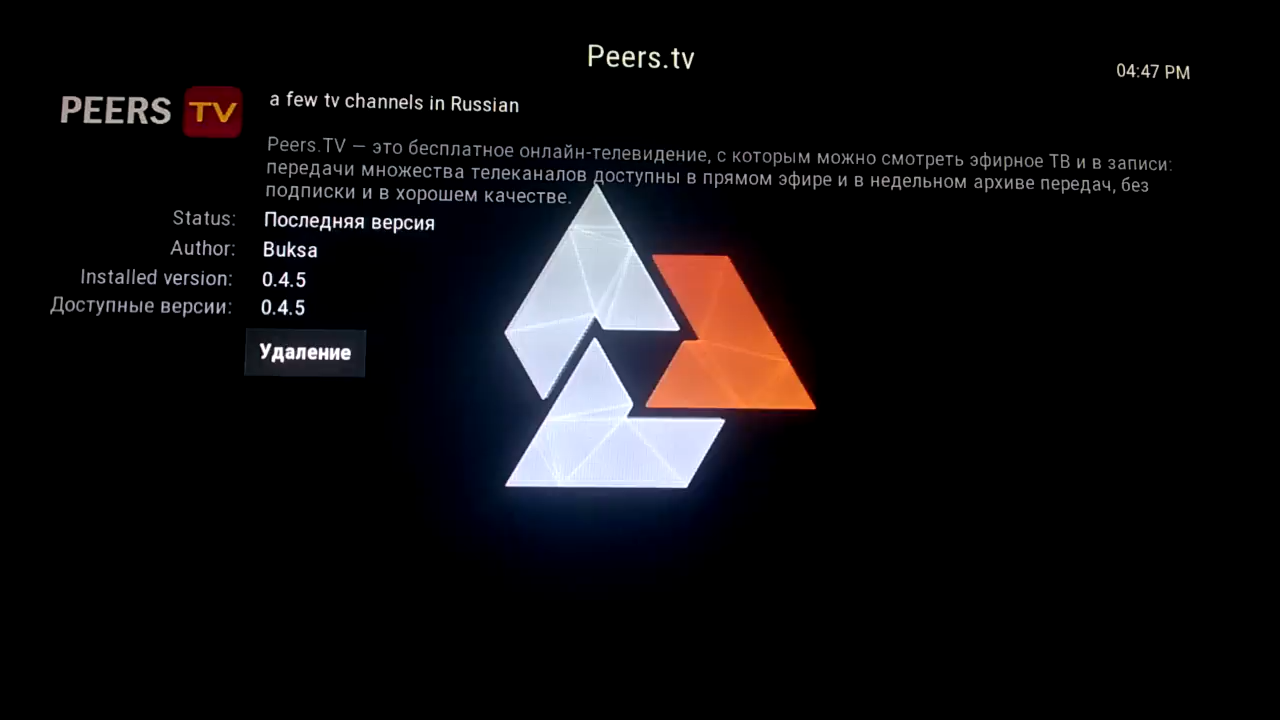 Peers.tv
04:47 PM
PEERS TV
a few tv channels in Russian
Peers.TV — это бесплатное онлайн-телевидение, с которым можно смотреть эфирное ТВ и в записи:
передачи множества телеканалов доступны в прямом эфире и в недельном архиве передач, без
подписки и в хорошем качестве.
Status: Последняя версия
Author: Buksa
Installed version: 0.4.5
Доступные версии: 0.4.5
Удаление